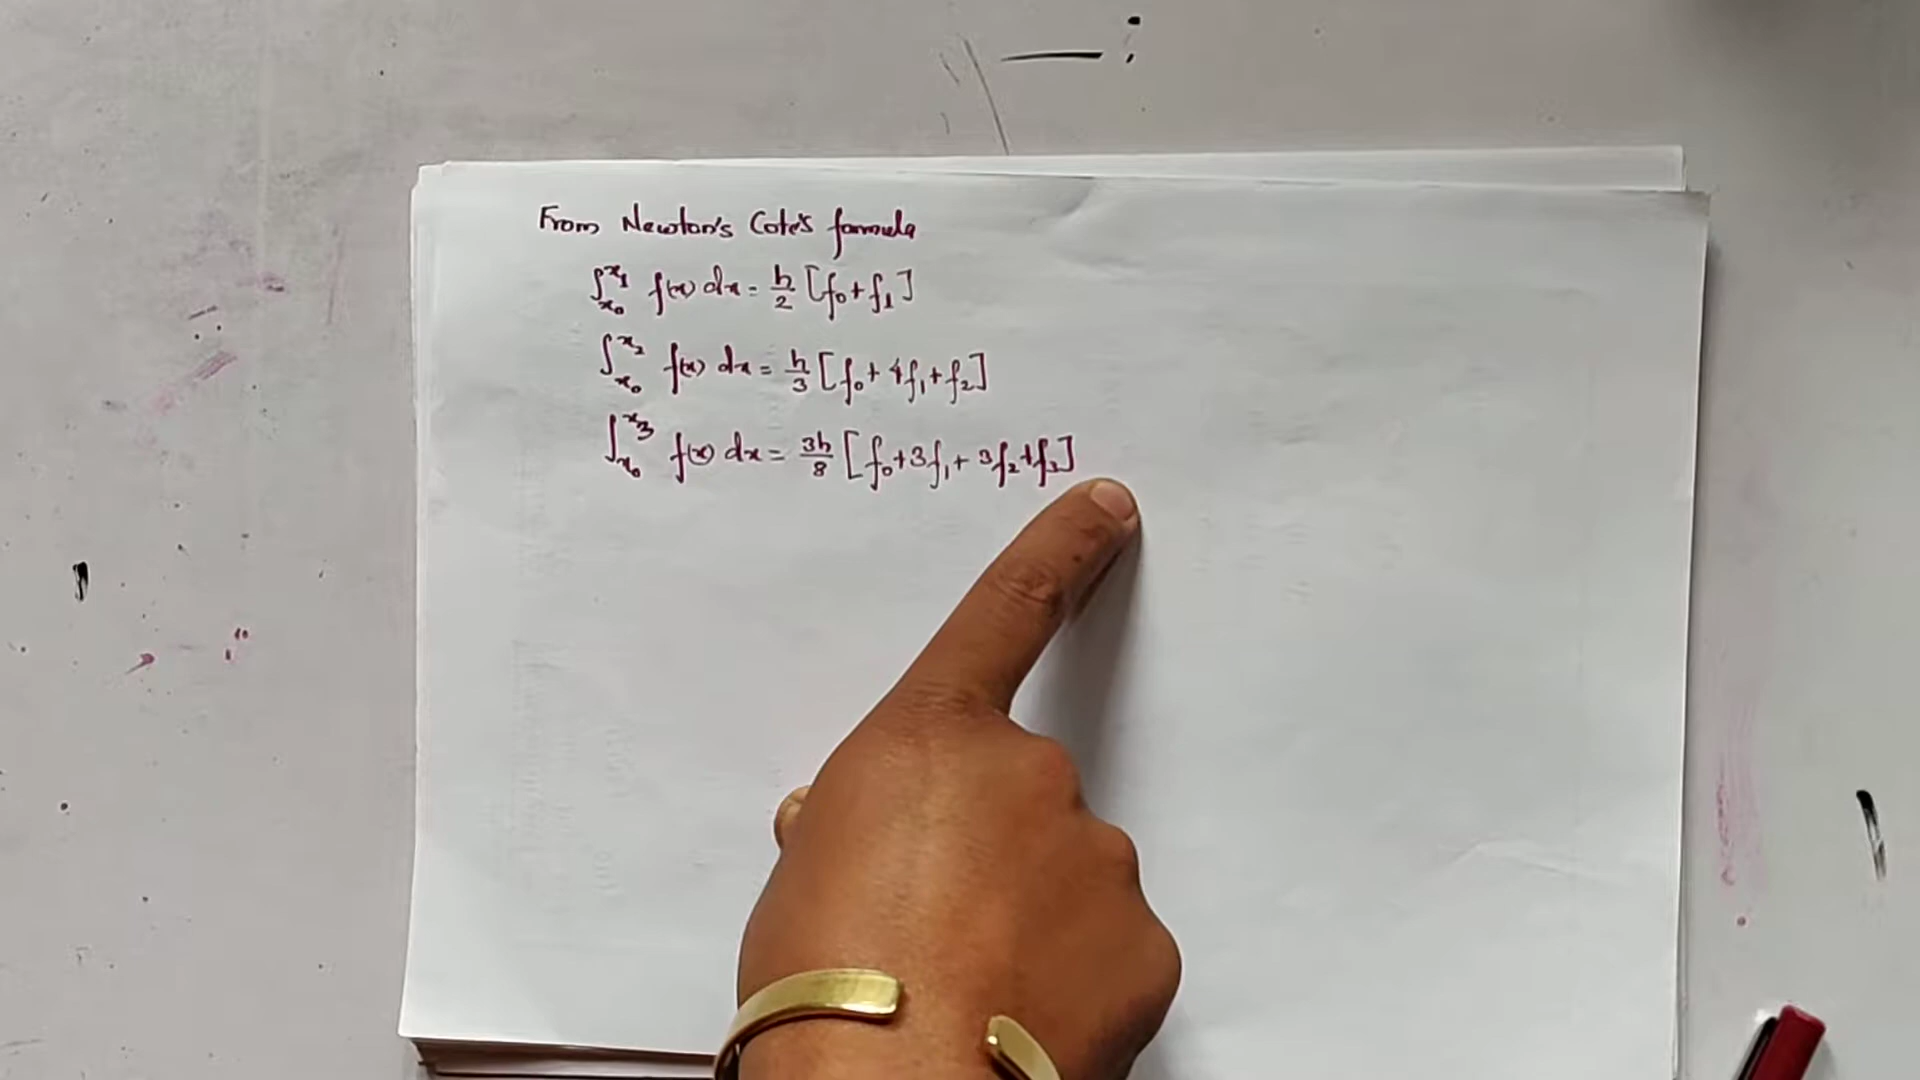 From Newton's Cote's formula
∫_{x₀}^{x₁} f(x) dx = h/2 [f₀ + f₁]
∫_{x₀}^{x₂} f(x) dx = h/3 [f₀ + 4f₁ + f₂]
∫_{x₀}^{x₃} f(x) dx = 3h/8 [f₀ + 3f₁ + 3f₂ + f₃]